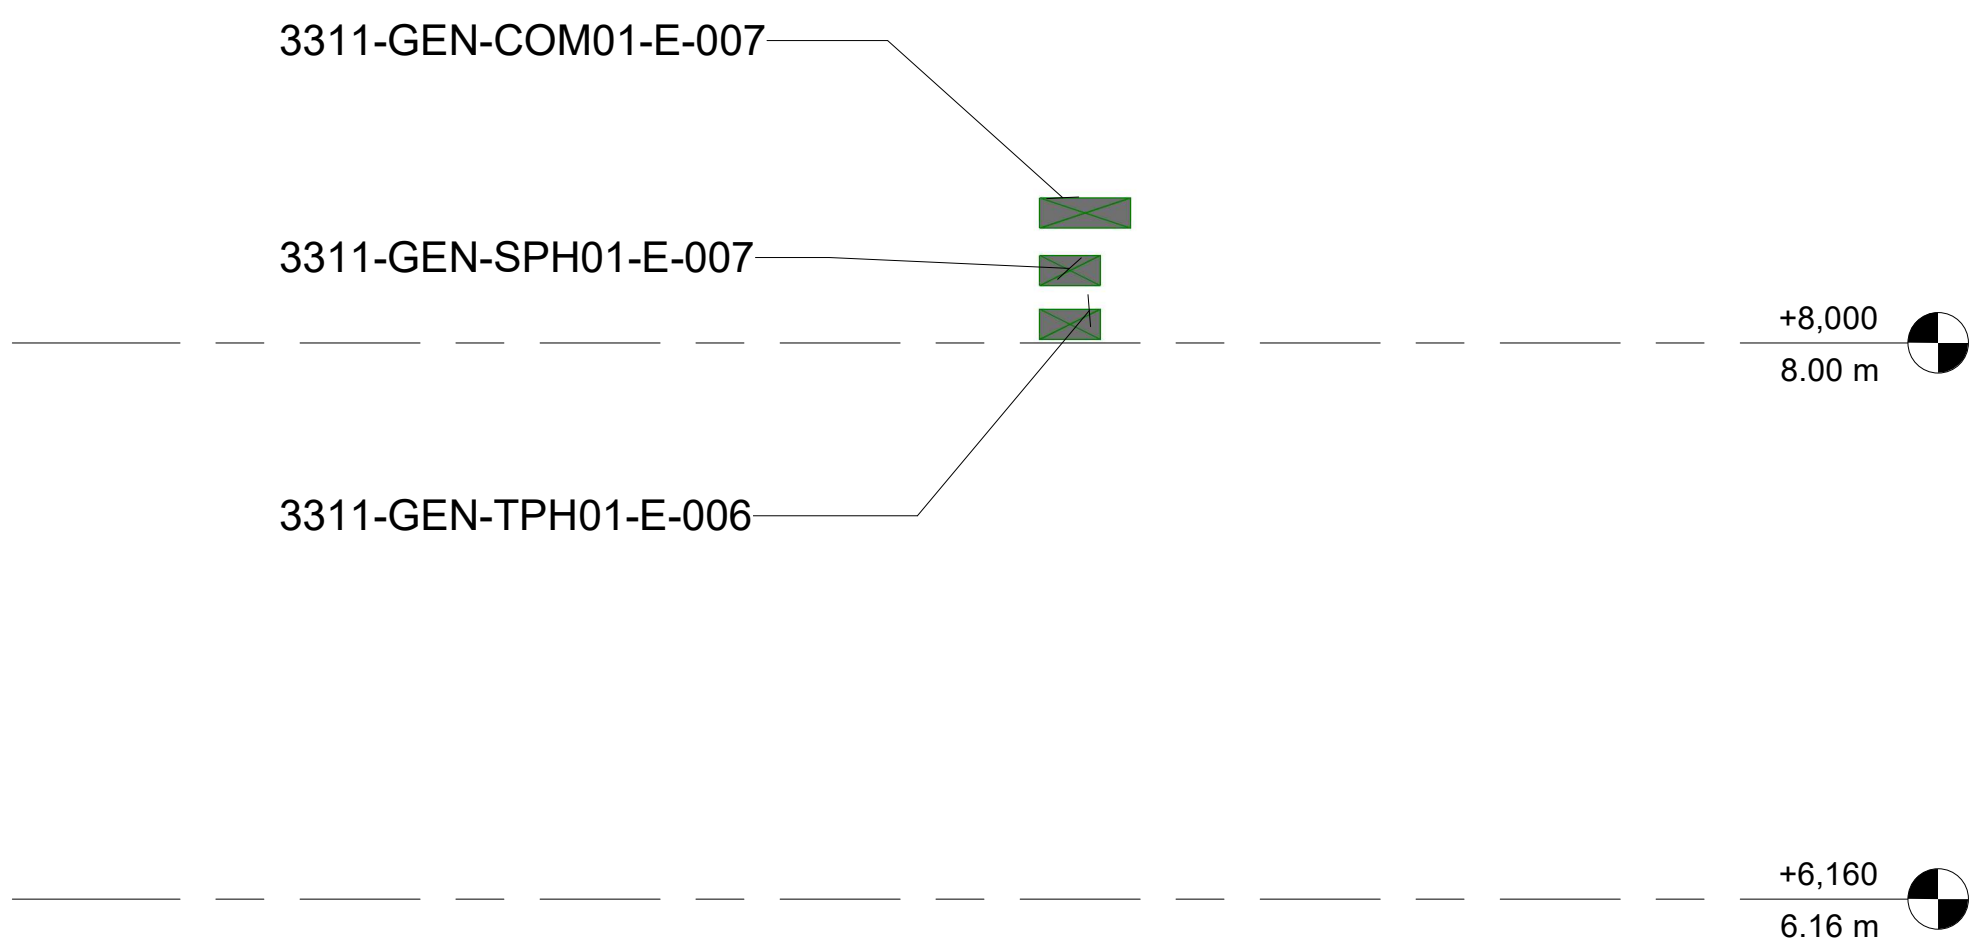 3311-GEN-COM01-E-007
3311-GEN-SPH01-E-007
+8,000
8.00 m
3311-GEN-TPH01-E-006
+6,160
6.16 m